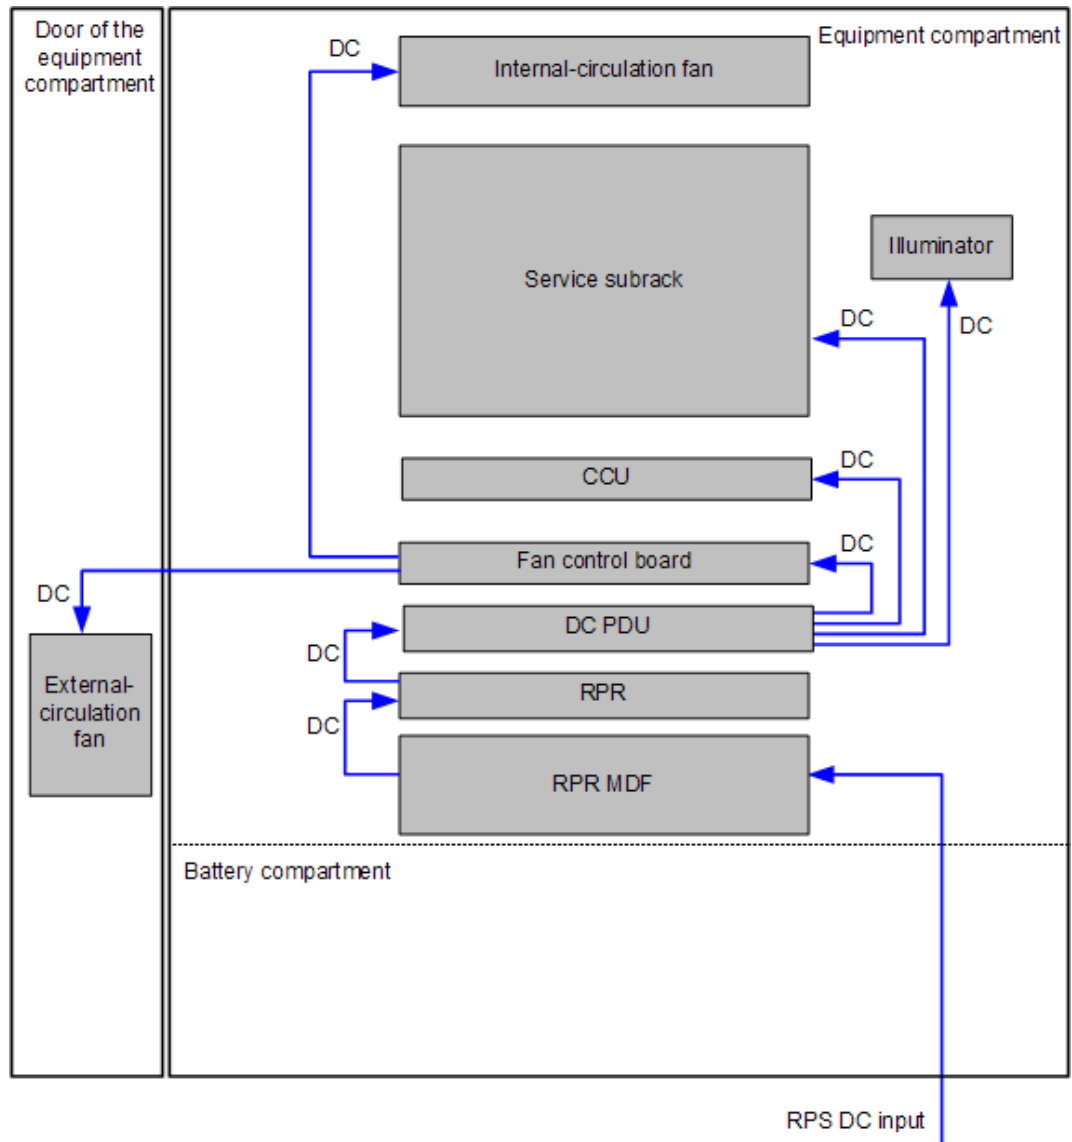 Door of the
equipment
compartment
Equipment compartment
DC
Internal-circulation fan
Illuminator
Service subrack
DC
DC
CCU
DC
Fan control board
DC
DC
DC PDU
DC
External-
circulation
fan
RPR
DC
RPR MDF
Battery compartment
RPS DC input